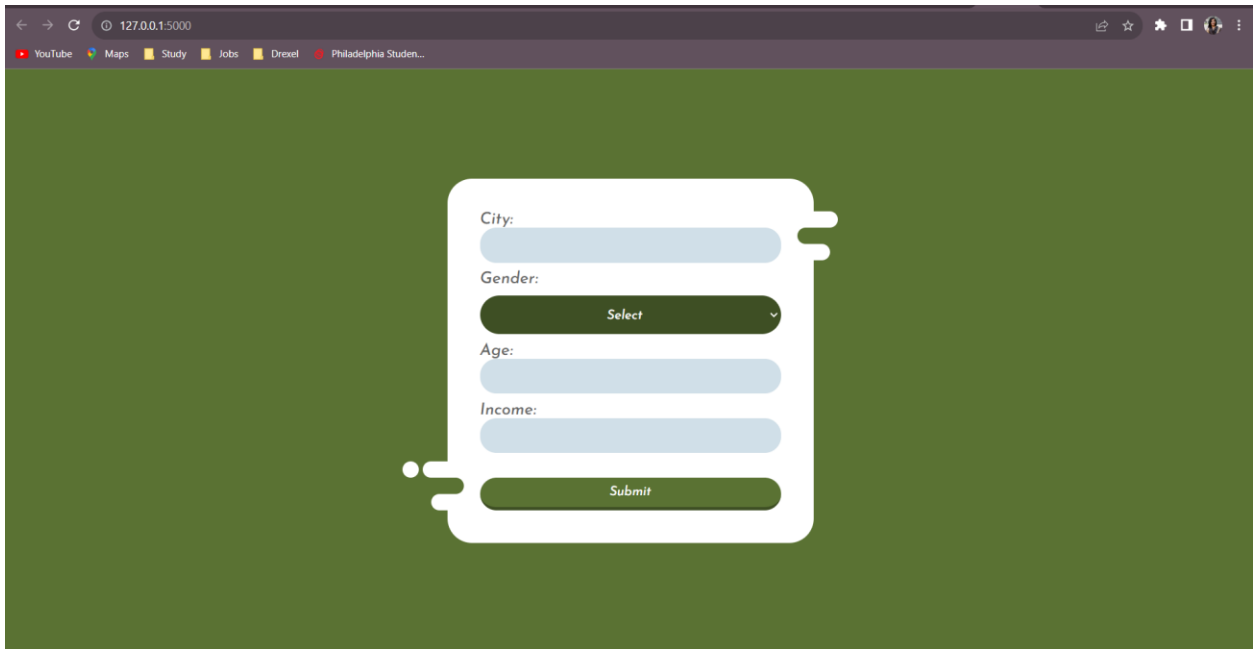 127.0.0.1:5000
YouTube Maps Study Jobs Drexel Philadelphia Studen...
City:
Gender:
Select
Age:
Income:
Submit